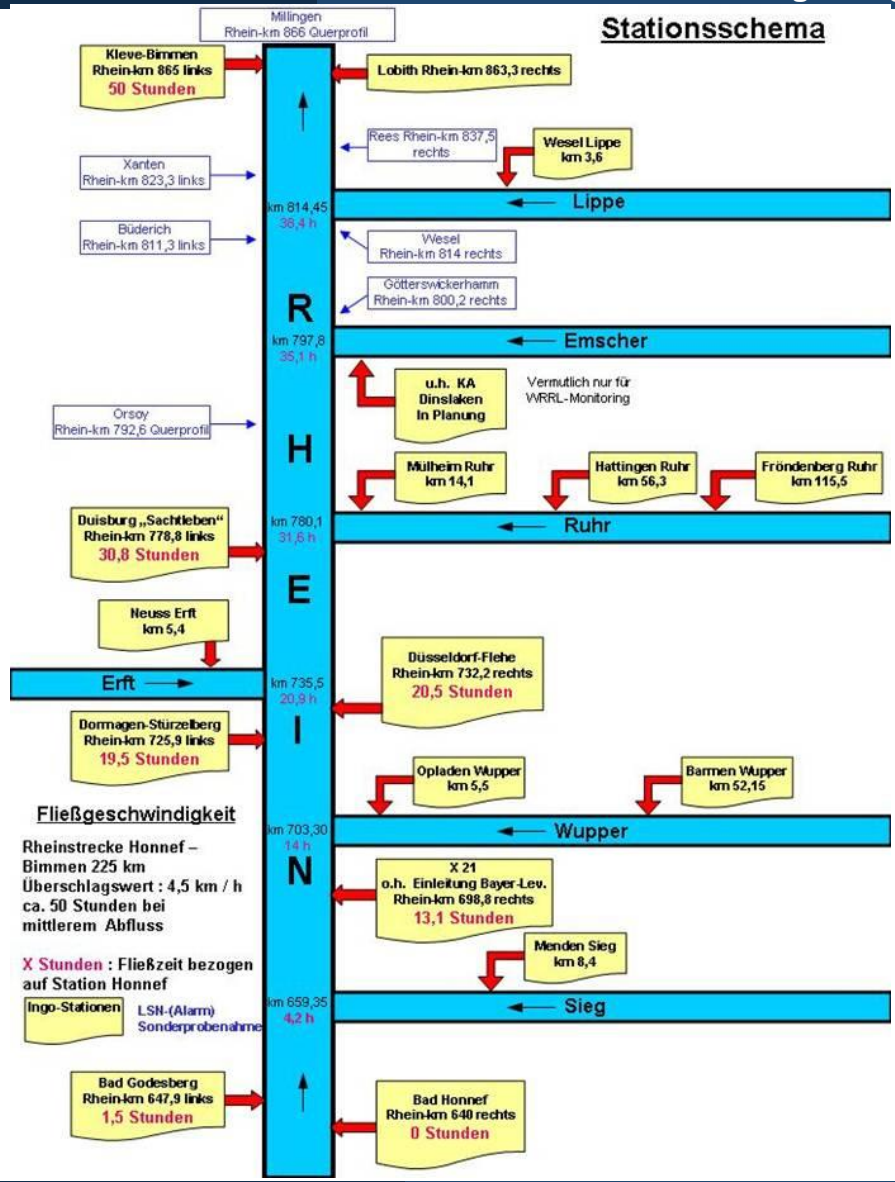 Stationsschema
Millingen
Rhein-km 866 Querprofil
Kleve-Bimmen
Rhein-km 865 links
50 Stunden
Lobith Rhein-km 863,3 rechts
Rees Rhein-km 837,5
rechts
Wesel Lippe
km 3,6
Xanten
Rhein-km 823,3 links
km 814,45
38,4 h
Lippe
Büderich
Rhein-km 811,3 links
Wesel
Rhein-km 814 rechts
Götterswickerhamm
Rhein-km 800,2 rechts
R
km 797,8
35,1 h
Emscher
u.h. KA
Dinslaken
In Planung
Vermutlich nur für
WRRL-Monitoring
Orsoy
Rhein-km 792,6 Querprofil
H
Mülheim Ruhr
km 14,1
Hattingen Ruhr
km 56,3
Fröndenberg Ruhr
km 115,5
Duisburg „Sachtleben“
Rhein-km 778,8 links
30,8 Stunden
km 780,1
31,6 h
Ruhr
E
Neuss Erft
km 5,4
Erft
km 735,5
20,9 h
Düsseldorf-Flehe
Rhein-km 732,2 rechts
20,5 Stunden
I
Dormagen-Stürzelberg
Rhein-km 725,9 links
19,5 Stunden
Opladen Wupper
km 5,5
Barmen Wupper
km 52,15
km 703,30
14 h
Wupper
N
Fließgeschwindigkeit
Rheinstrecke Honnef –
Bimmen 225 km
Überschlagswert : 4,5 km / h
ca. 50 Stunden bei
mittlerem Abfluss
X 21
o.h. Einleitung Bayer-Lev.
Rhein-km 698,8 rechts
13,1 Stunden
X Stunden : Fließzeit bezogen
auf Station Honnef
Menden Sieg
km 8,4
Ingo-Stationen
LSN-(Alarm)
Sonderprobenahme
km 659,35
4,2 h
Sieg
Bad Godesberg
Rhein-km 647,9 links
1,5 Stunden
Bad Honnef
Rhein-km 640 rechts
0 Stunden